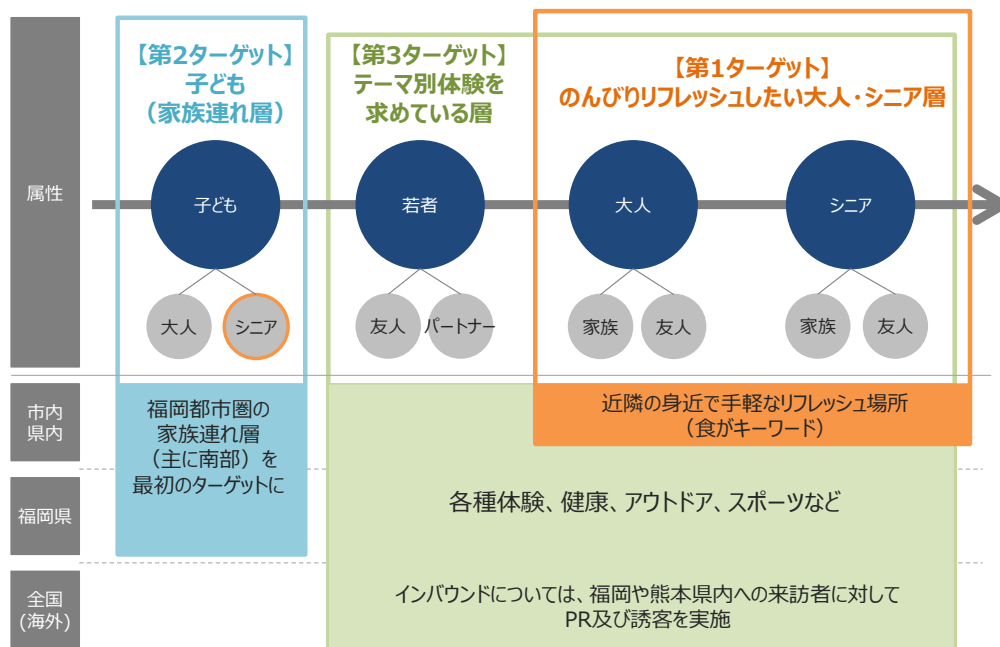 【第2ターゲット】
子ども
（家族連れ層）
【第3ターゲット】
テーマ別体験を
求めている層
【第1ターゲット】
のんびりリフレッシュしたい大人・シニア層
属性
子ども
若者
大人
シニア
大人
シニア
友人
パートナー
家族
友人
家族
友人
市内
県内
福岡都市圏の
家族連れ層
（主に南部）を
最初のターゲットに
近隣の身近で手軽なリフレッシュ場所
（食がキーワード）
福岡県
各種体験、健康、アウトドア、スポーツなど
全国
(海外)
インバウンドについては、福岡や熊本県内への来訪者に対して
PR及び誘客を実施